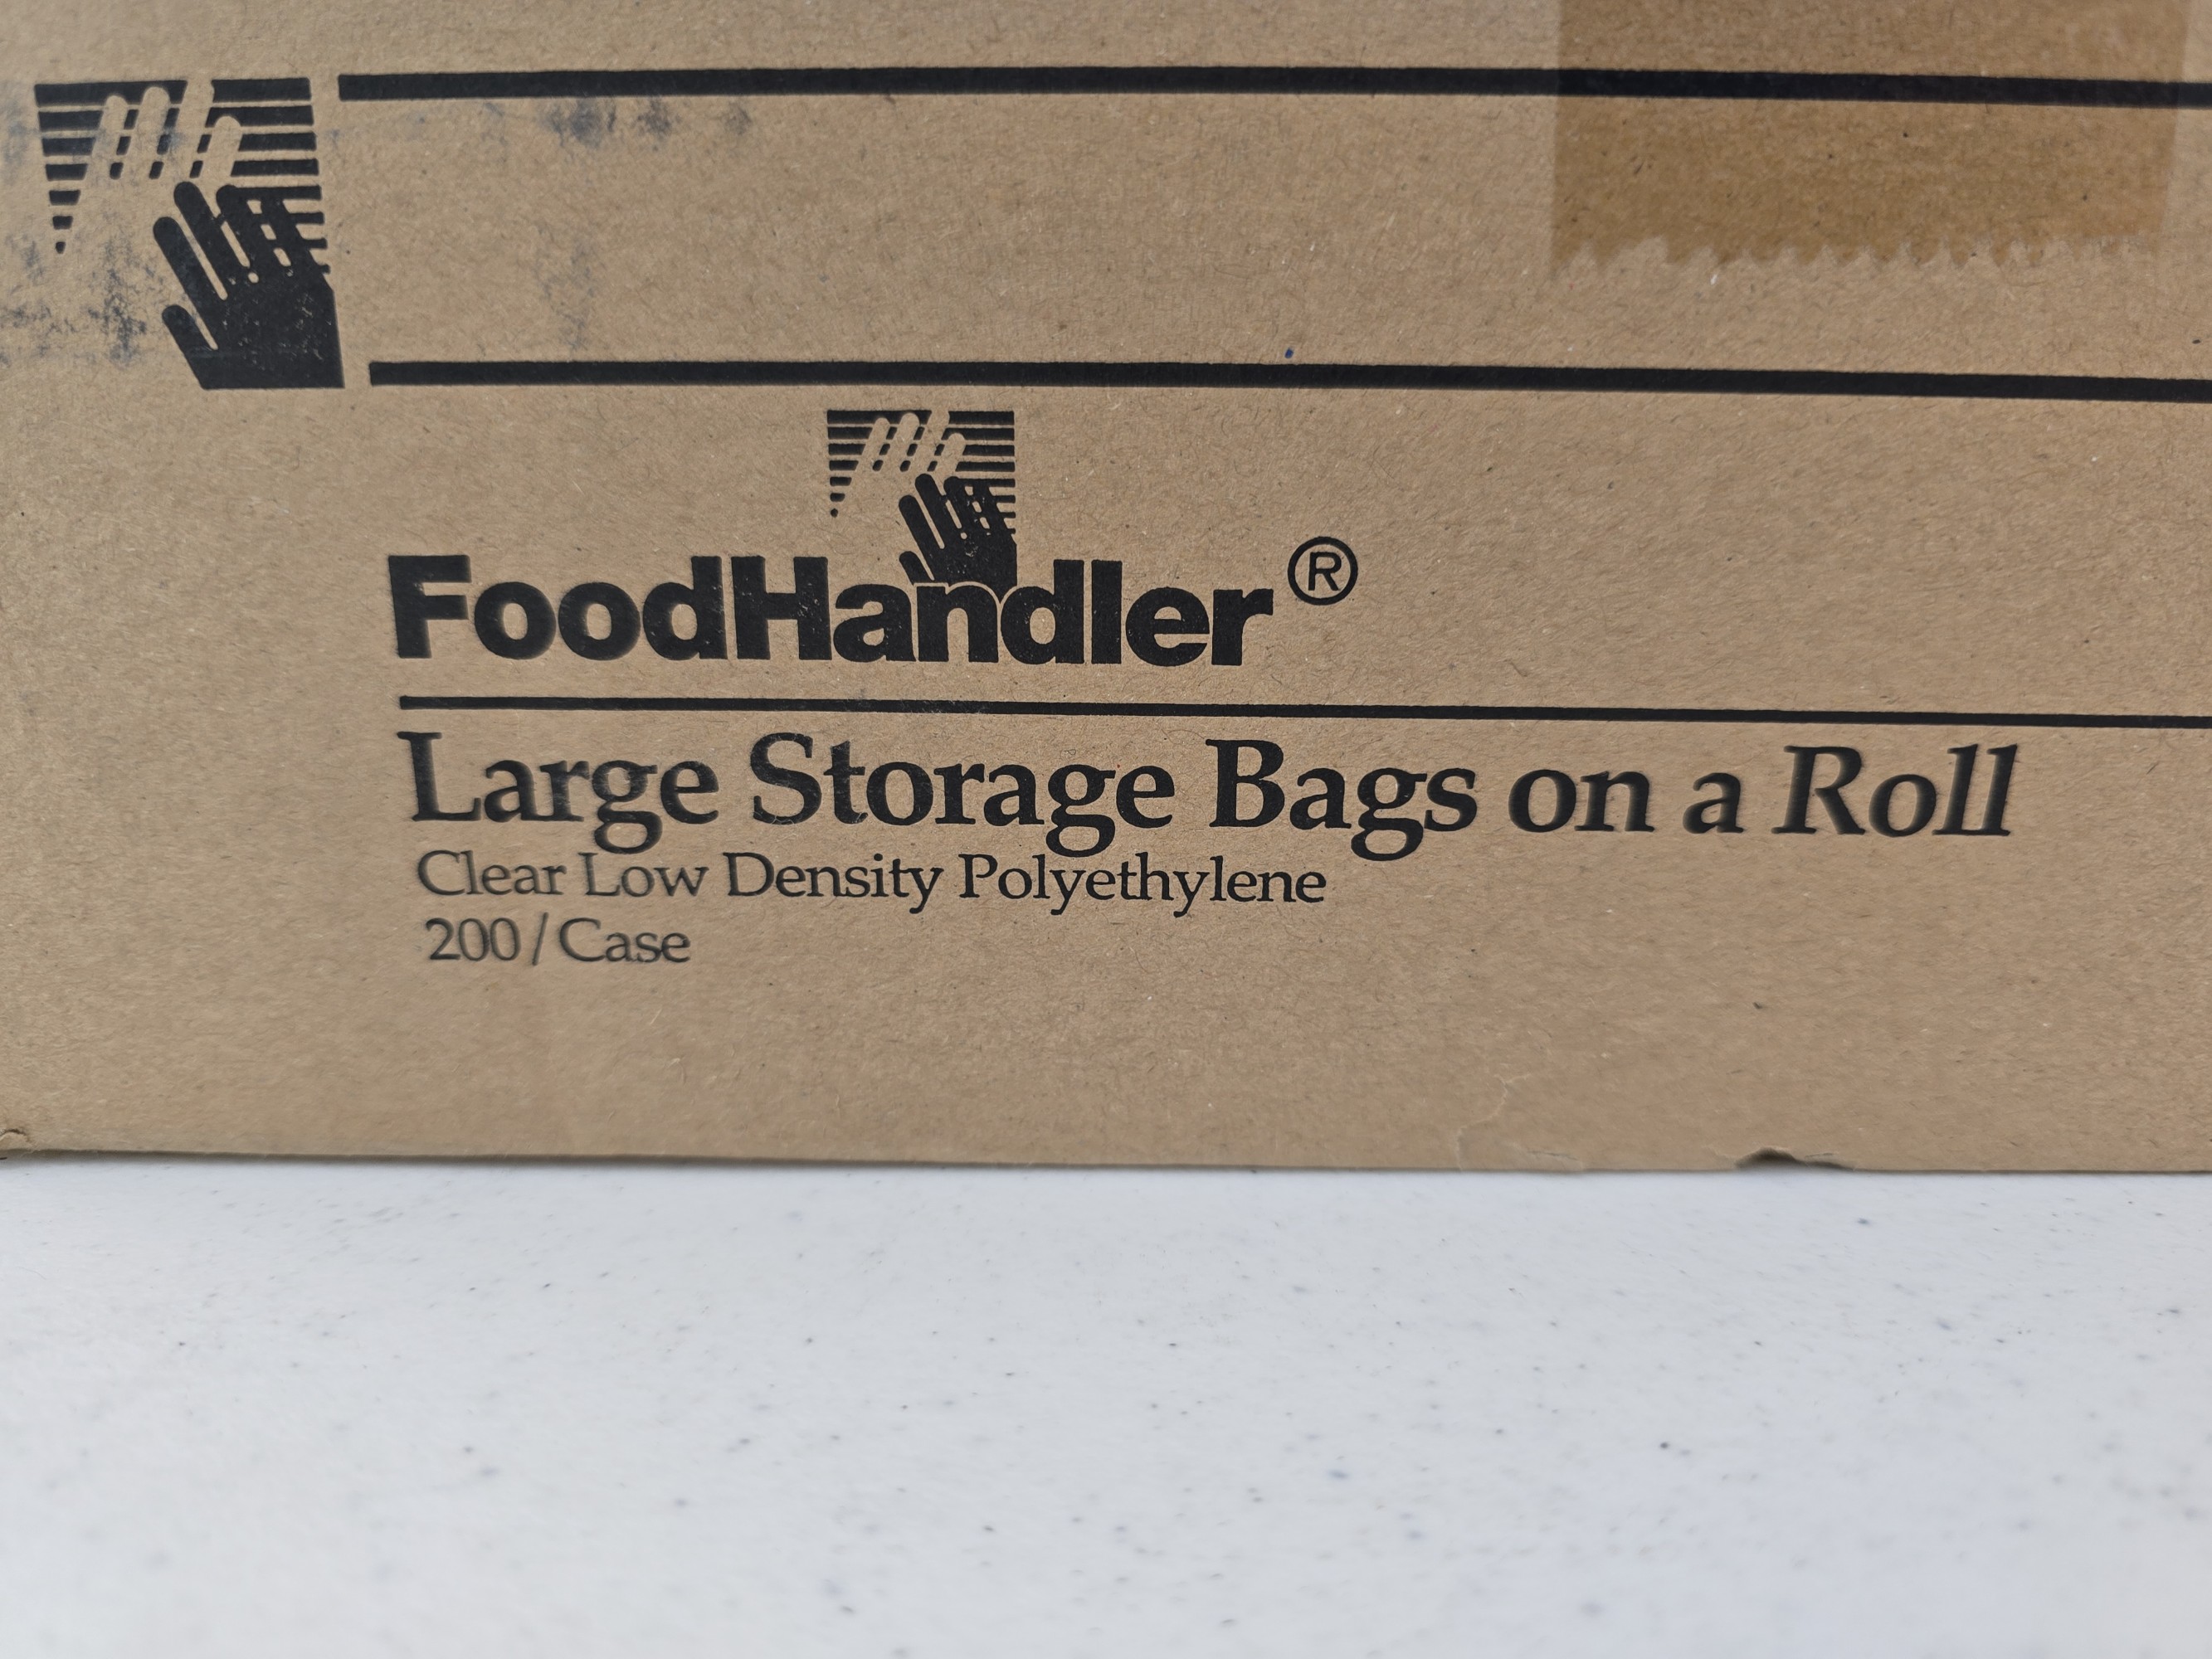 FoodHandler®
Large Storage Bags on a Roll
Clear Low Density Polyethylene
200/Case